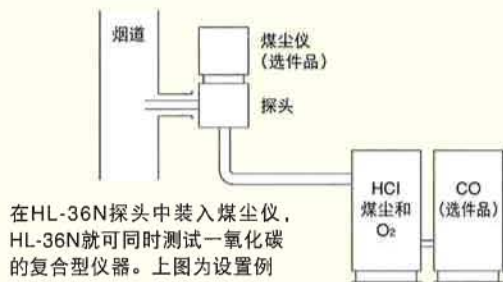 烟道
煤尘仪
(选件品)
探头
HCl
煤尘和
O₂
CO
(选件品)
在HL-36N探头中装入煤尘仪，
HL-36N就可同时测试一氧化碳
的复合型仪器。上图为设置例